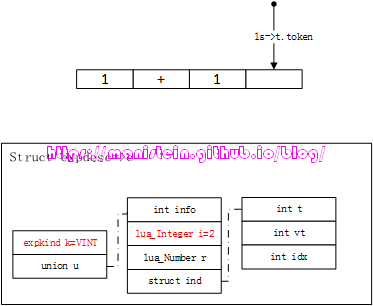 ls->t.token
1 + 1
https://manistein.github.io/blog/
Struct expdesc e
int info
int t
lua_Integer i=2
int vt
expkind k=VINT
lua_Number r
int idx
union u
struct ind